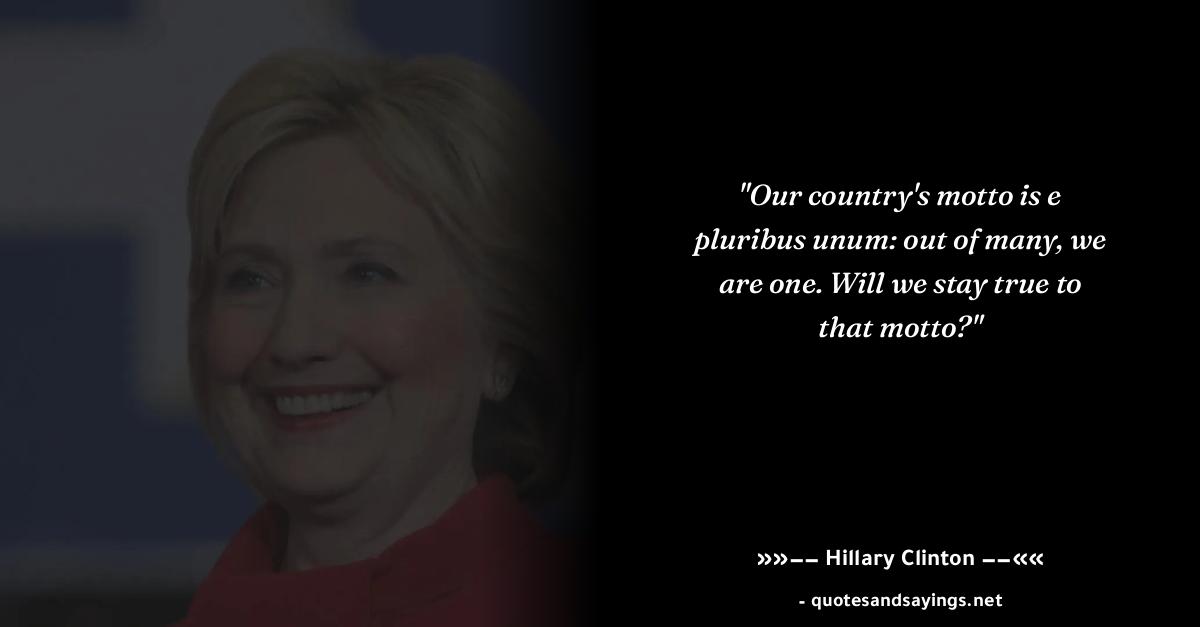 "Our country's motto is e
pluribus unum: out of many, we
are one. Will we stay true to
that motto?"
»»–– Hillary Clinton ––««
- quotesandsayings.net